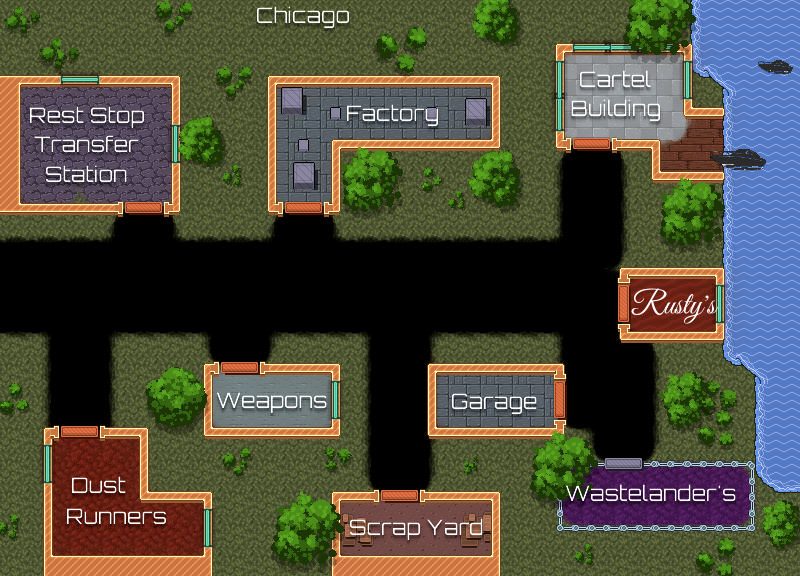 Chicago
Rest Stop
Transfer
Station
Factory
Cartel
Building
Rusty's
Weapons
Garage
Dust
Runners
Scrap Yard
Wastelander's